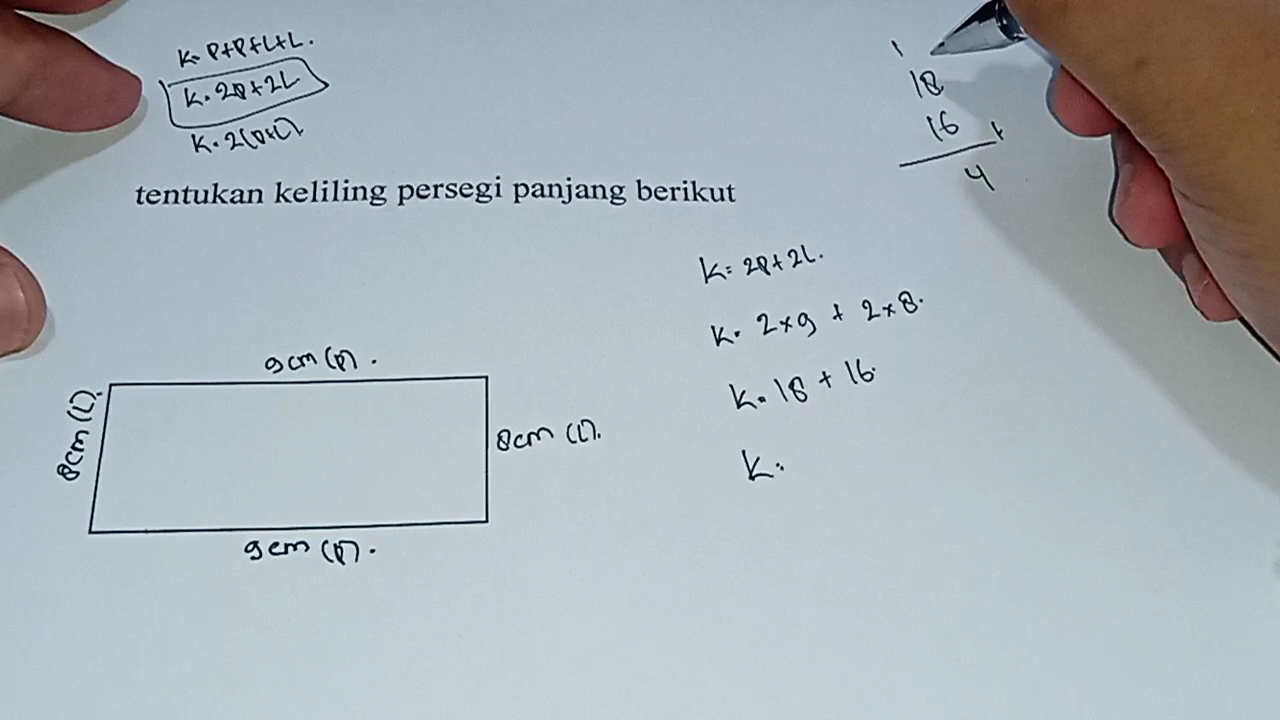 K= P+P+L+L.
K= 2P+2L
K= 2(P+L)
1
18
16 +
4
tentukan keliling persegi panjang berikut
K= 2P+2L.
K= 2×9 + 2×8.
K= 18 + 16.
K=
9cm (P).
8cm (L).
8cm (L).
9cm (P).